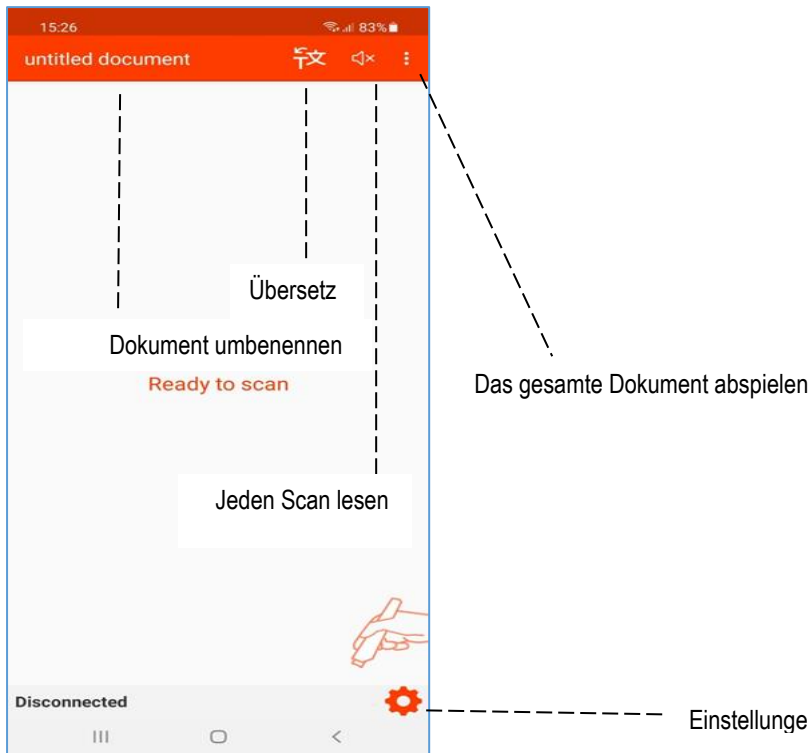 15:26 83%
untitled document
Übersetz
Dokument umbenennen
Ready to scan
Das gesamte Dokument abspielen
Jeden Scan lesen
Disconnected
Einstellunge